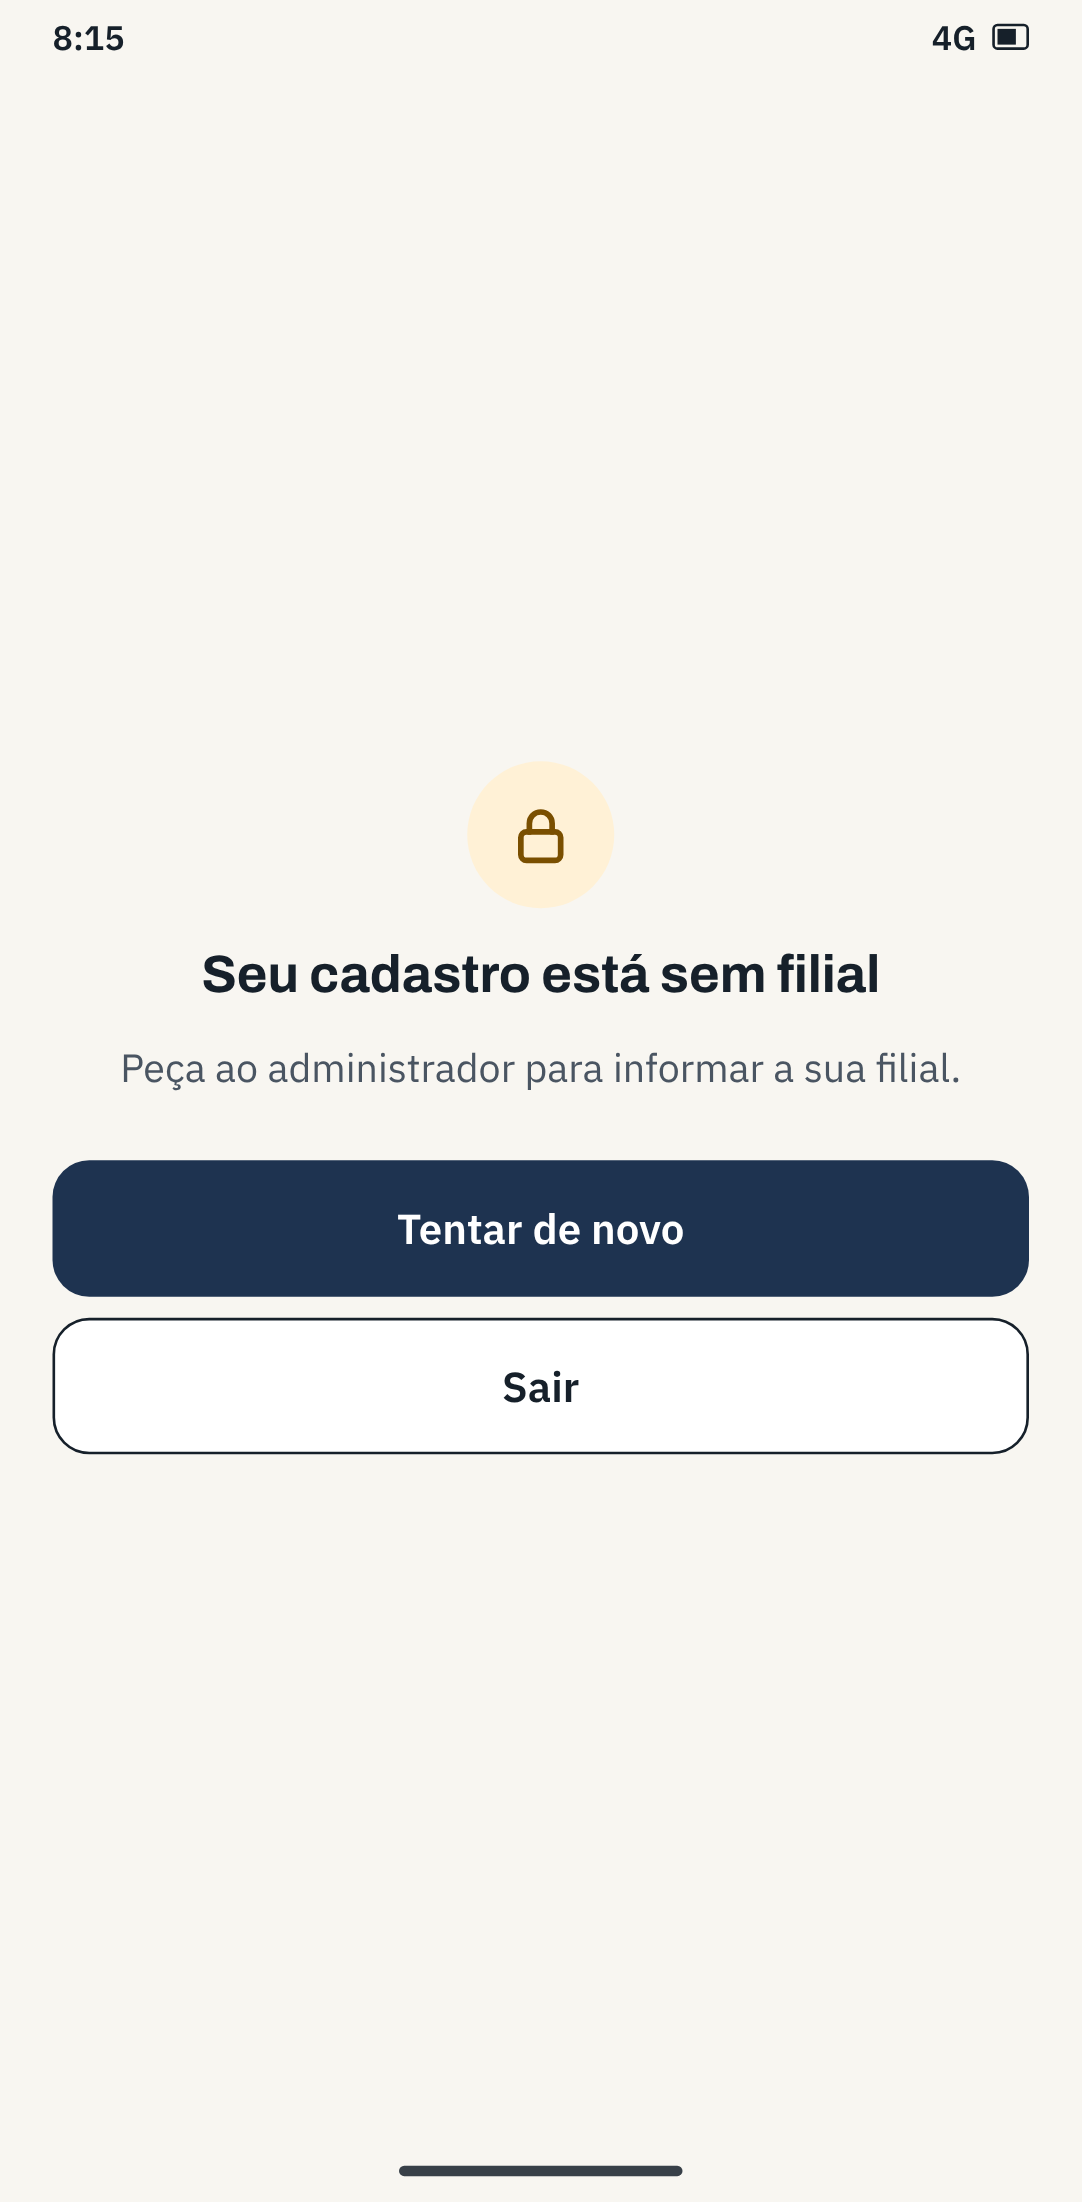 8:15
4G
Seu cadastro está sem filial
Peça ao administrador para informar a sua filial.
Tentar de novo
Sair